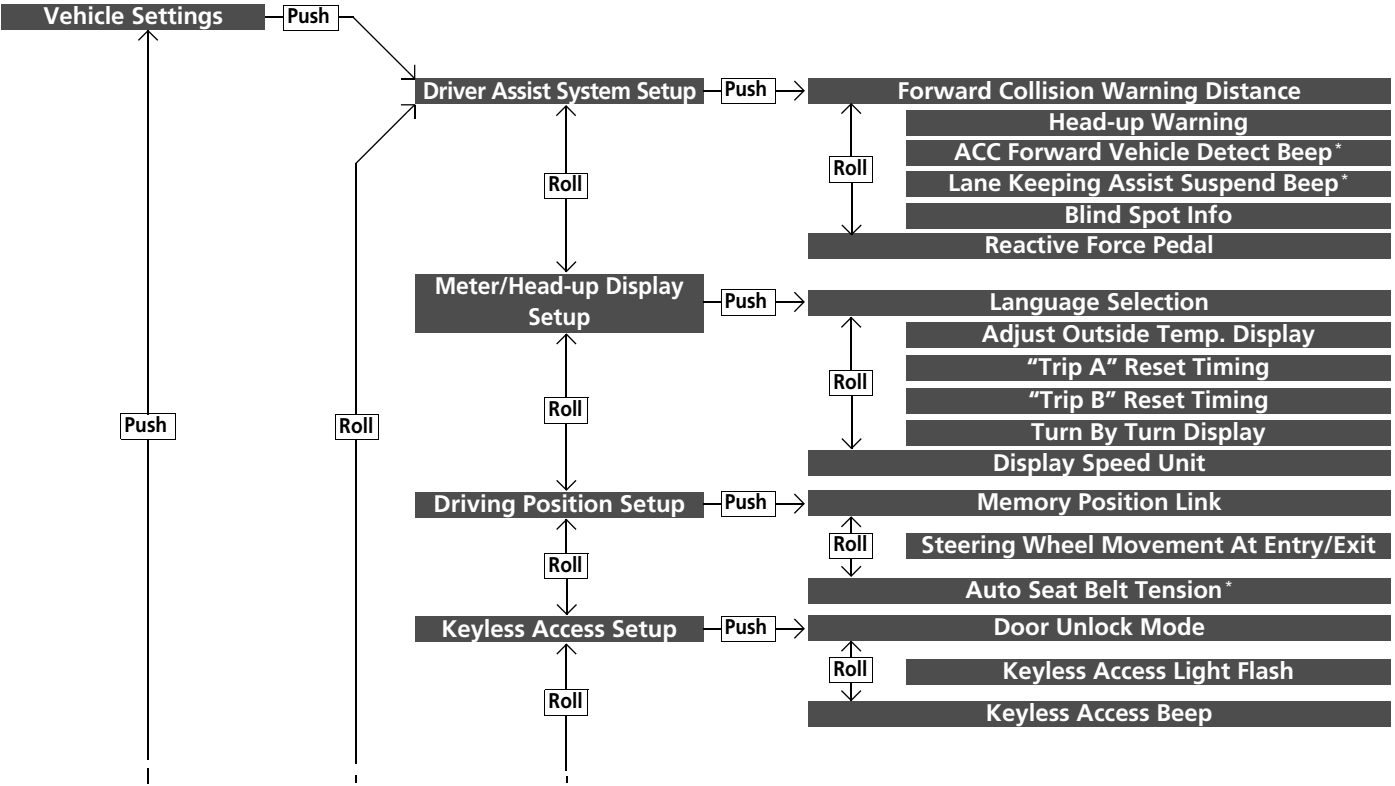 Vehicle Settings
Push
Driver Assist System Setup
Push
Forward Collision Warning Distance
Head-up Warning
ACC Forward Vehicle Detect Beep*
Roll
Roll
Lane Keeping Assist Suspend Beep*
Blind Spot Info
Reactive Force Pedal
Meter/Head-up Display
Setup
Push
Language Selection
Adjust Outside Temp. Display
“Trip A” Reset Timing
Roll
“Trip B” Reset Timing
Roll
Turn By Turn Display
Push
Roll
Display Speed Unit
Driving Position Setup
Push
Memory Position Link
Roll
Steering Wheel Movement At Entry/Exit
Roll
Auto Seat Belt Tension*
Keyless Access Setup
Push
Door Unlock Mode
Roll
Keyless Access Light Flash
Roll
Keyless Access Beep